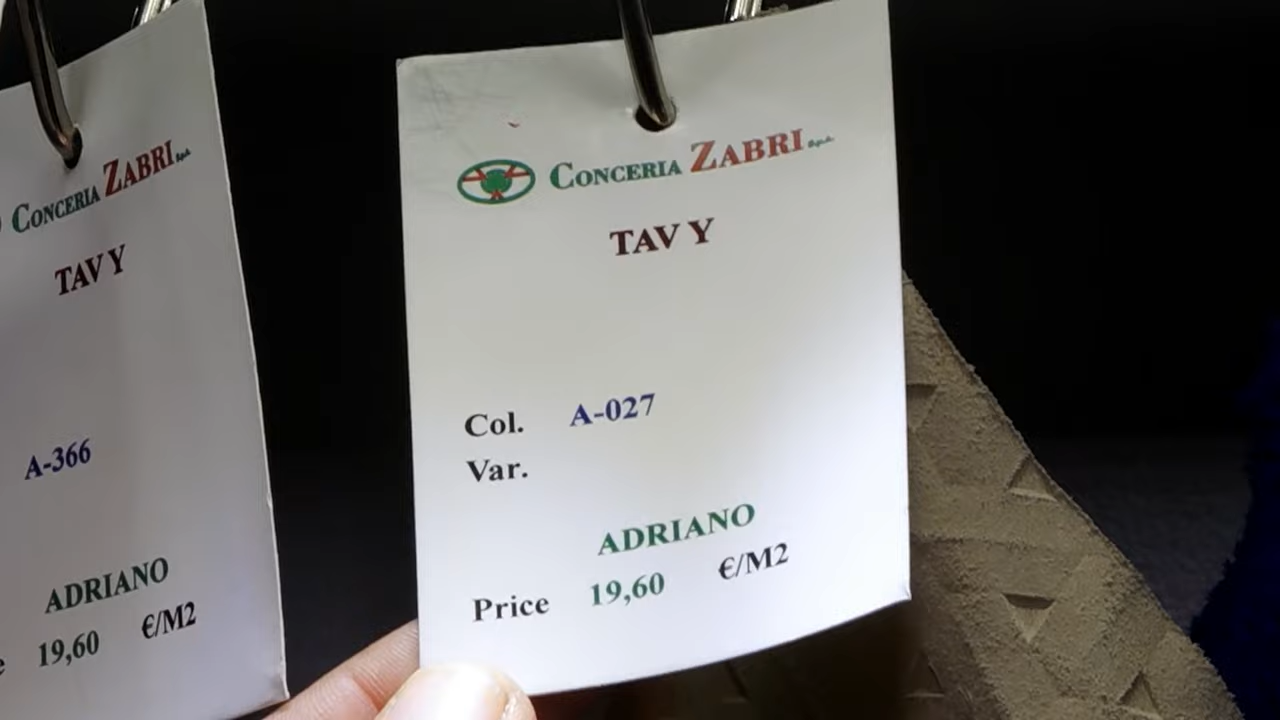 CONCERIA ZABRI
TAV Y
A-366
ADRIANO
19,60 €/M2
CONCERIA ZABRI S.p.A.
TAV Y
Col. A-027
Var.
ADRIANO
Price 19,60 €/M2